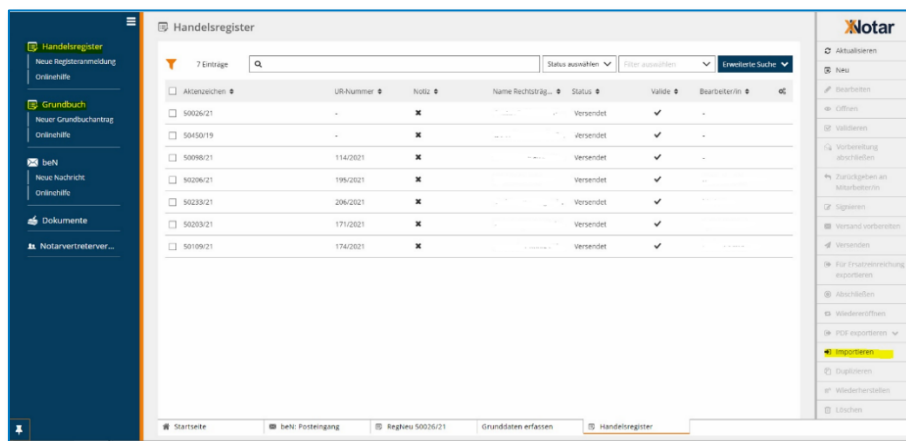 Handelsregister
Neue Registeranmeldung
Onlinehilfe
Grundbuch
Neuer Grundbuchantrag
Onlinehilfe
beN
Neue Nachricht
Onlinehilfe
Dokumente
Notarvertreterver...
Handelsregister
7 Einträge
Status auswählen
Filter auswählen
Erweiterte Suche
Aktenzeichen UR-Nummer Notiz Name Rechtsträg... Status Valide Bearbeiter/in
50026/21 - Versendet -
50450/19 - Versendet -
50098/21 114/2021 Versendet -
50206/21 195/2021 Versendet
50233/21 206/2021 Versendet
50203/21 171/2021 Versendet
50109/21 174/2021 Versendet
Startseite
beN: Posteingang
RegNeu 50026/21
Grunddaten erfassen
Handelsregister
XNotar
Aktualisieren
Neu
Bearbeiten
Öffnen
Validieren
Vorbereitung
abschließen
Zurückgeben an
Mitarbeiter/in
Signieren
Versand vorbereiten
Versenden
Für Pruefeinreichung
exportieren
Abschließen
Wiedereröffnen
PDF exportieren
Importieren
Duplizieren
Wiederherstellen
Löschen